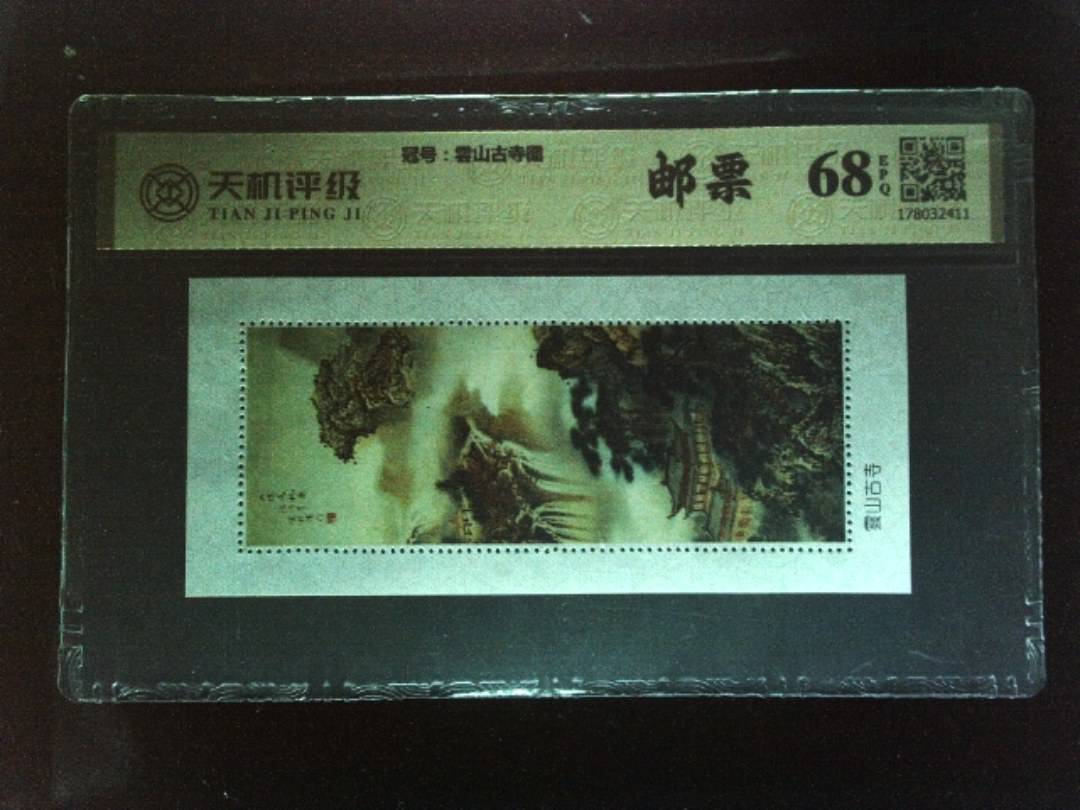 天机评级
TIAN JI PING JI
冠号：雲山古寺圖
邮票
68
EPQ
178032411
雲山古寺